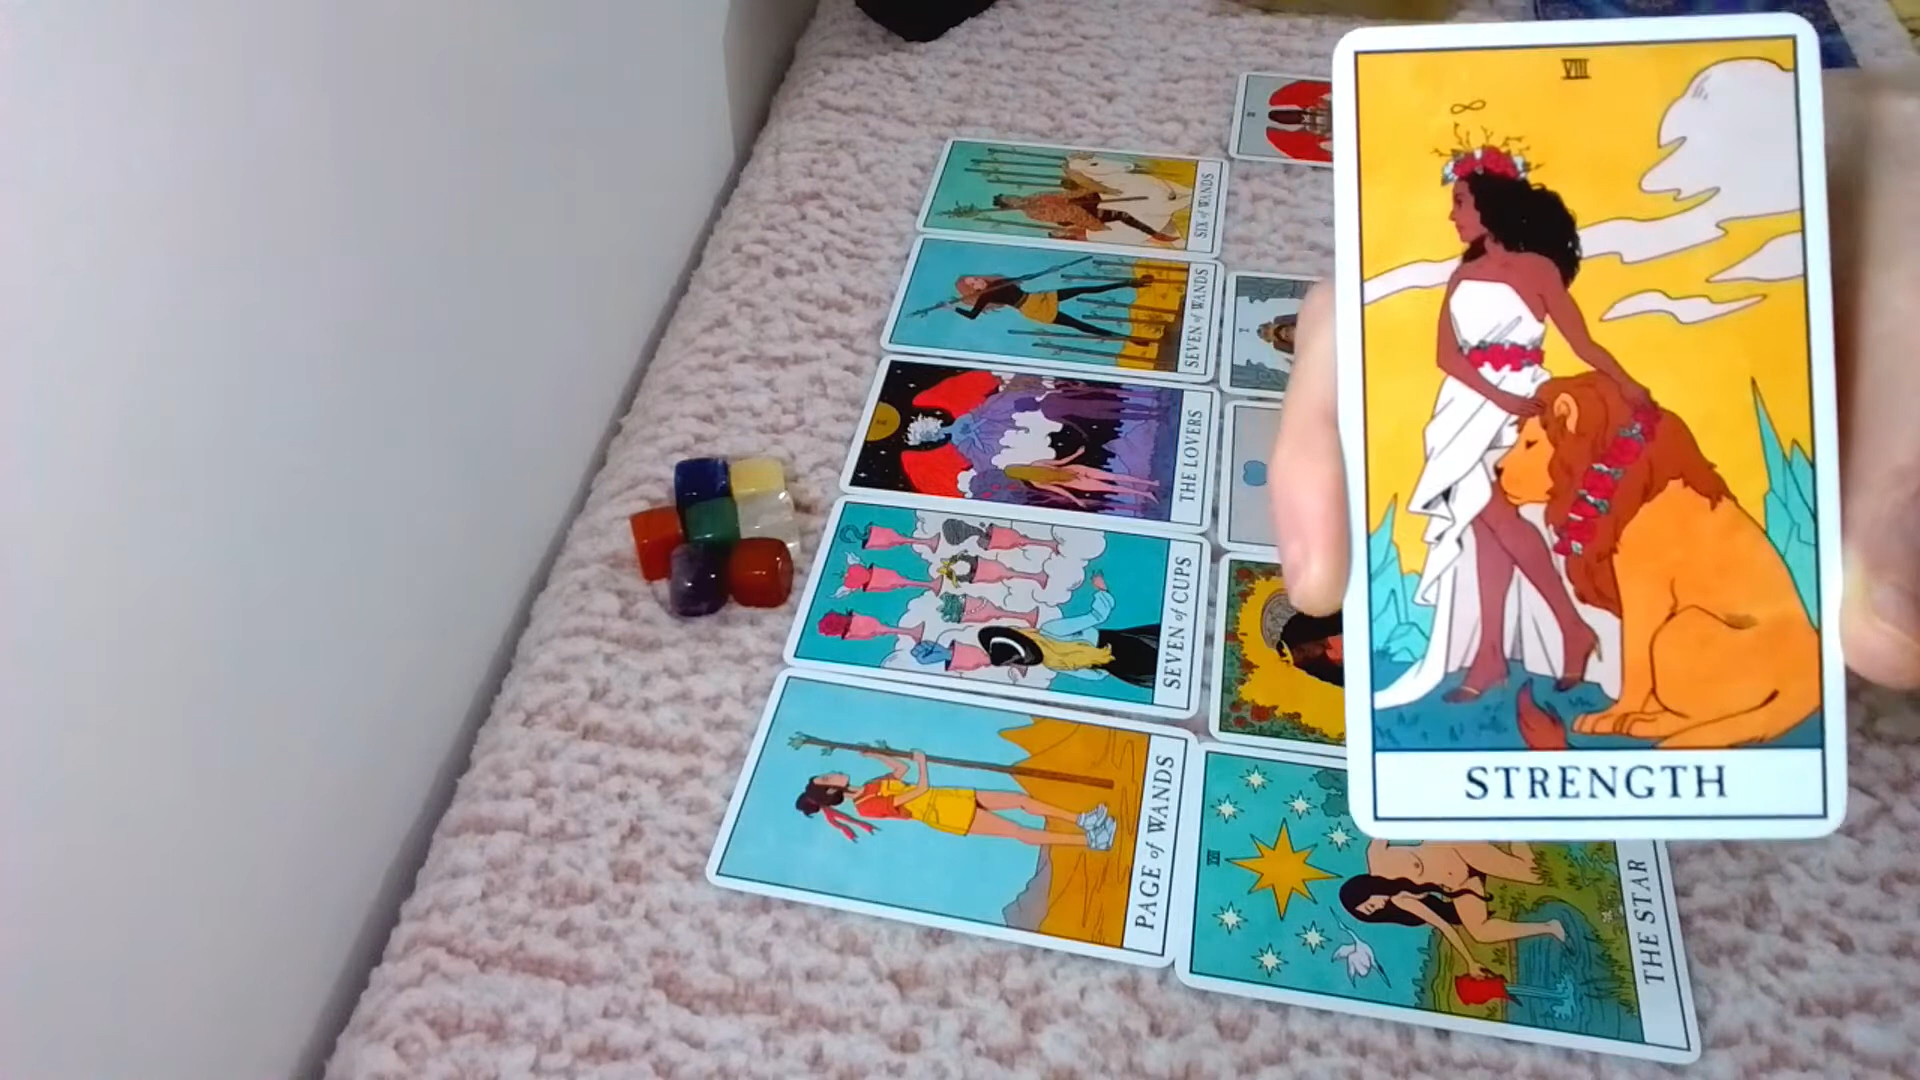 VIII
STRENGTH
SIX of WANDS
SEVEN of WANDS
THE LOVERS
SEVEN of CUPS
PAGE of WANDS
XVII
THE STAR